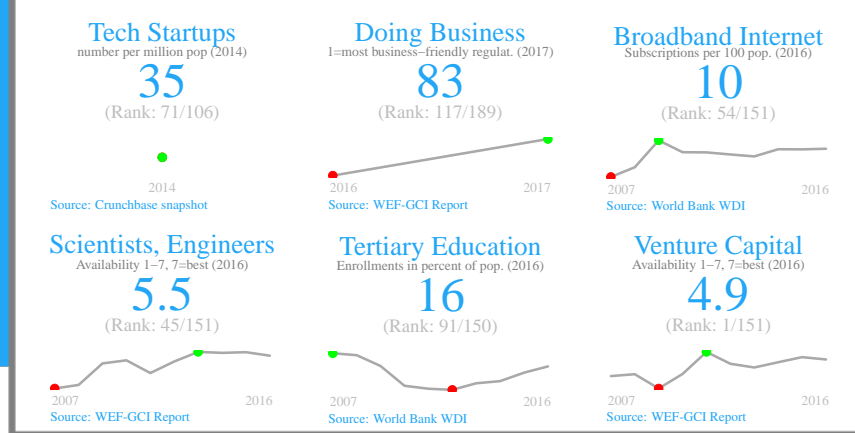 Tech Startups
number per million pop (2014)
35
(Rank: 71/106)
2014
Source: Crunchbase snapshot
Doing Business
1=most business−friendly regulat. (2017)
83
(Rank: 117/189)
2016 2017
Source: WEF-GCI Report
Broadband Internet
Subscriptions per 100 pop. (2016)
10
(Rank: 54/151)
2007 2016
Source: World Bank WDI
Scientists, Engineers
Availability 1−7, 7=best (2016)
5.5
(Rank: 45/151)
2007 2016
Source: WEF-GCI Report
Tertiary Education
Enrollments in percent of pop. (2016)
16
(Rank: 91/150)
2007 2016
Source: World Bank WDI
Venture Capital
Availability 1−7, 7=best (2016)
4.9
(Rank: 1/151)
2007 2016
Source: WEF-GCI Report